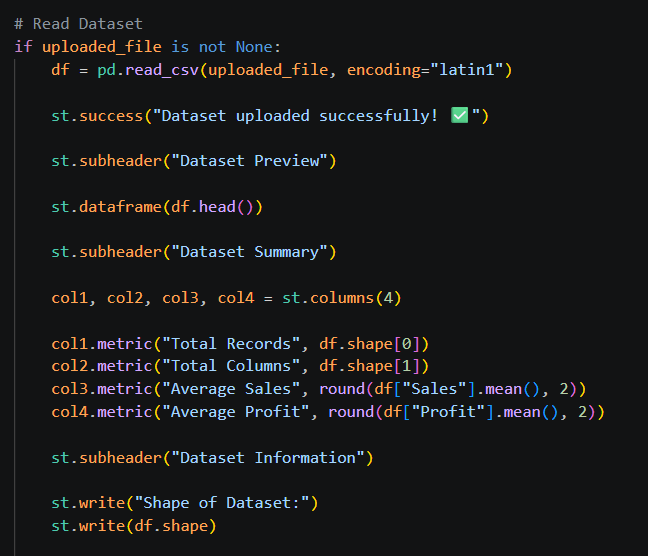 # Read Dataset
if uploaded_file is not None:
    df = pd.read_csv(uploaded_file, encoding="latin1")
    st.success("Dataset uploaded successfully! ✅")
    st.subheader("Dataset Preview")
    st.dataframe(df.head())
    st.subheader("Dataset Summary")
    col1, col2, col3, col4 = st.columns(4)
    col1.metric("Total Records", df.shape[0])
    col2.metric("Total Columns", df.shape[1])
    col3.metric("Average Sales", round(df["Sales"].mean(), 2))
    col4.metric("Average Profit", round(df["Profit"].mean(), 2))
    st.subheader("Dataset Information")
    st.write("Shape of Dataset:")
    st.write(df.shape)